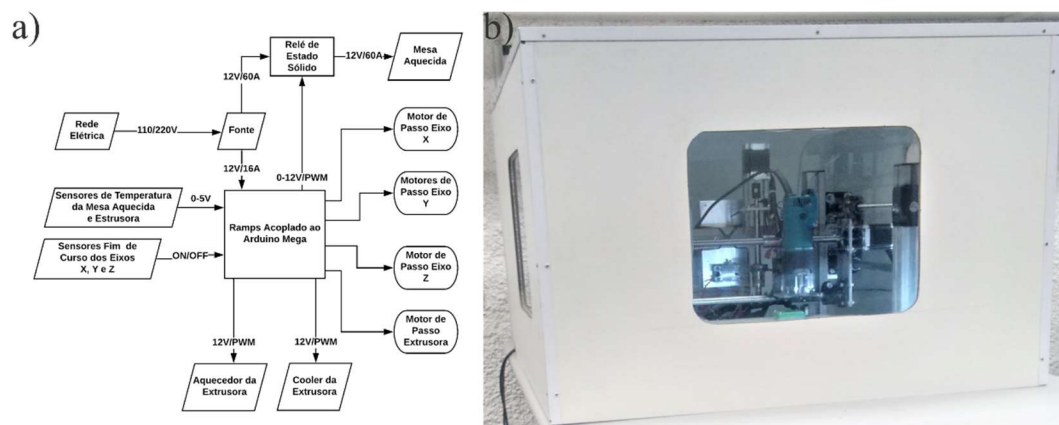 a)
b)
Relé de
Estado
Sólido
12V/60A
Mesa
Aquecida
12V/60A
Rede
Elétrica
110/220V
Fonte
Motor de
Passo Eixo
X
12V/16A
0-12V/PWM
Sensores de Temperatura
da Mesa Aquecida
e Estrusora
0-5V
Motores de
Passo Eixo
Y
Ramps Acoplado ao
Arduino Mega
Sensores Fim de
Curso dos Eixos
X, Y e Z
ON/OFF
Motor de
Passo Eixo
Z
Motor de
Passo
Extrusora
12V/PWM
12V/PWM
Aquecedor da
Extrusora
Cooler da
Extrusora